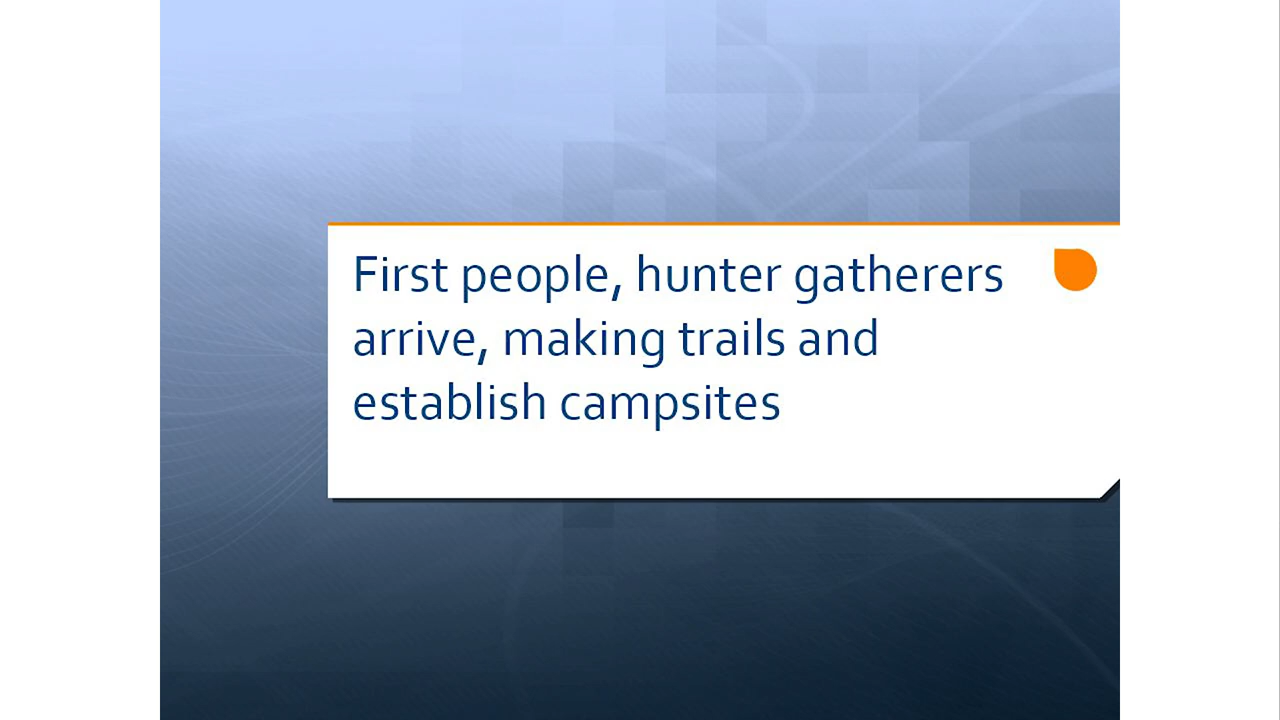 First people, hunter gatherers
arrive, making trails and
establish campsites